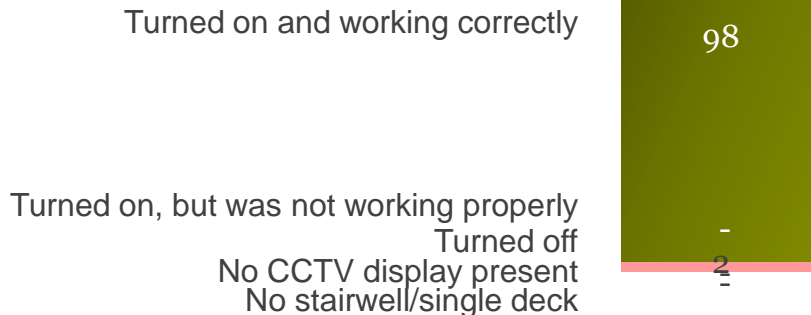 Turned on and working correctly
98
Turned on, but was not working properly
-
Turned off
No CCTV display present
2
-
No stairwell/single deck